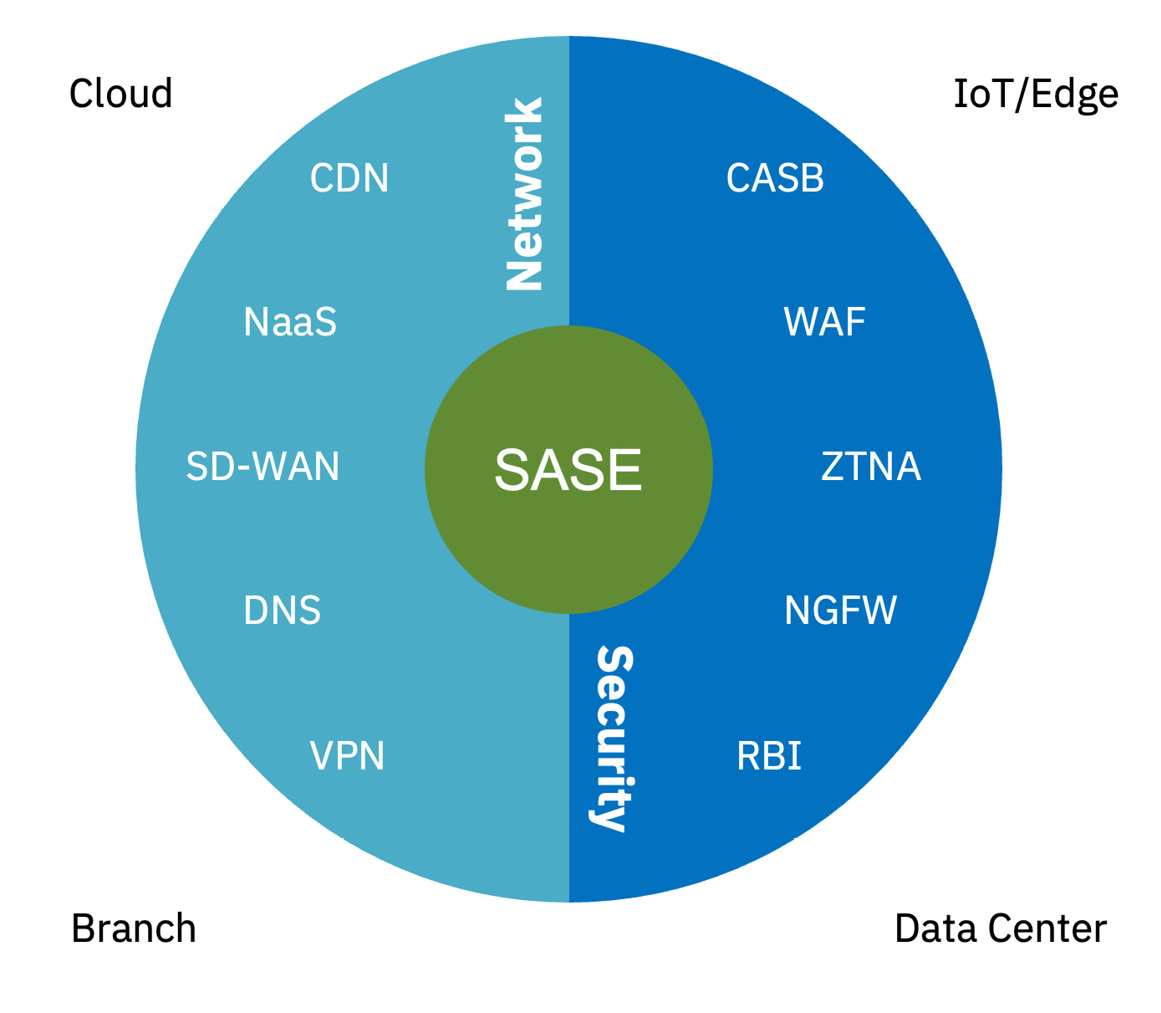 Cloud
IoT/Edge
Network
CDN
CASB
NaaS
WAF
SD-WAN
SASE
ZTNA
DNS
NGFW
Security
VPN
RBI
Branch
Data Center